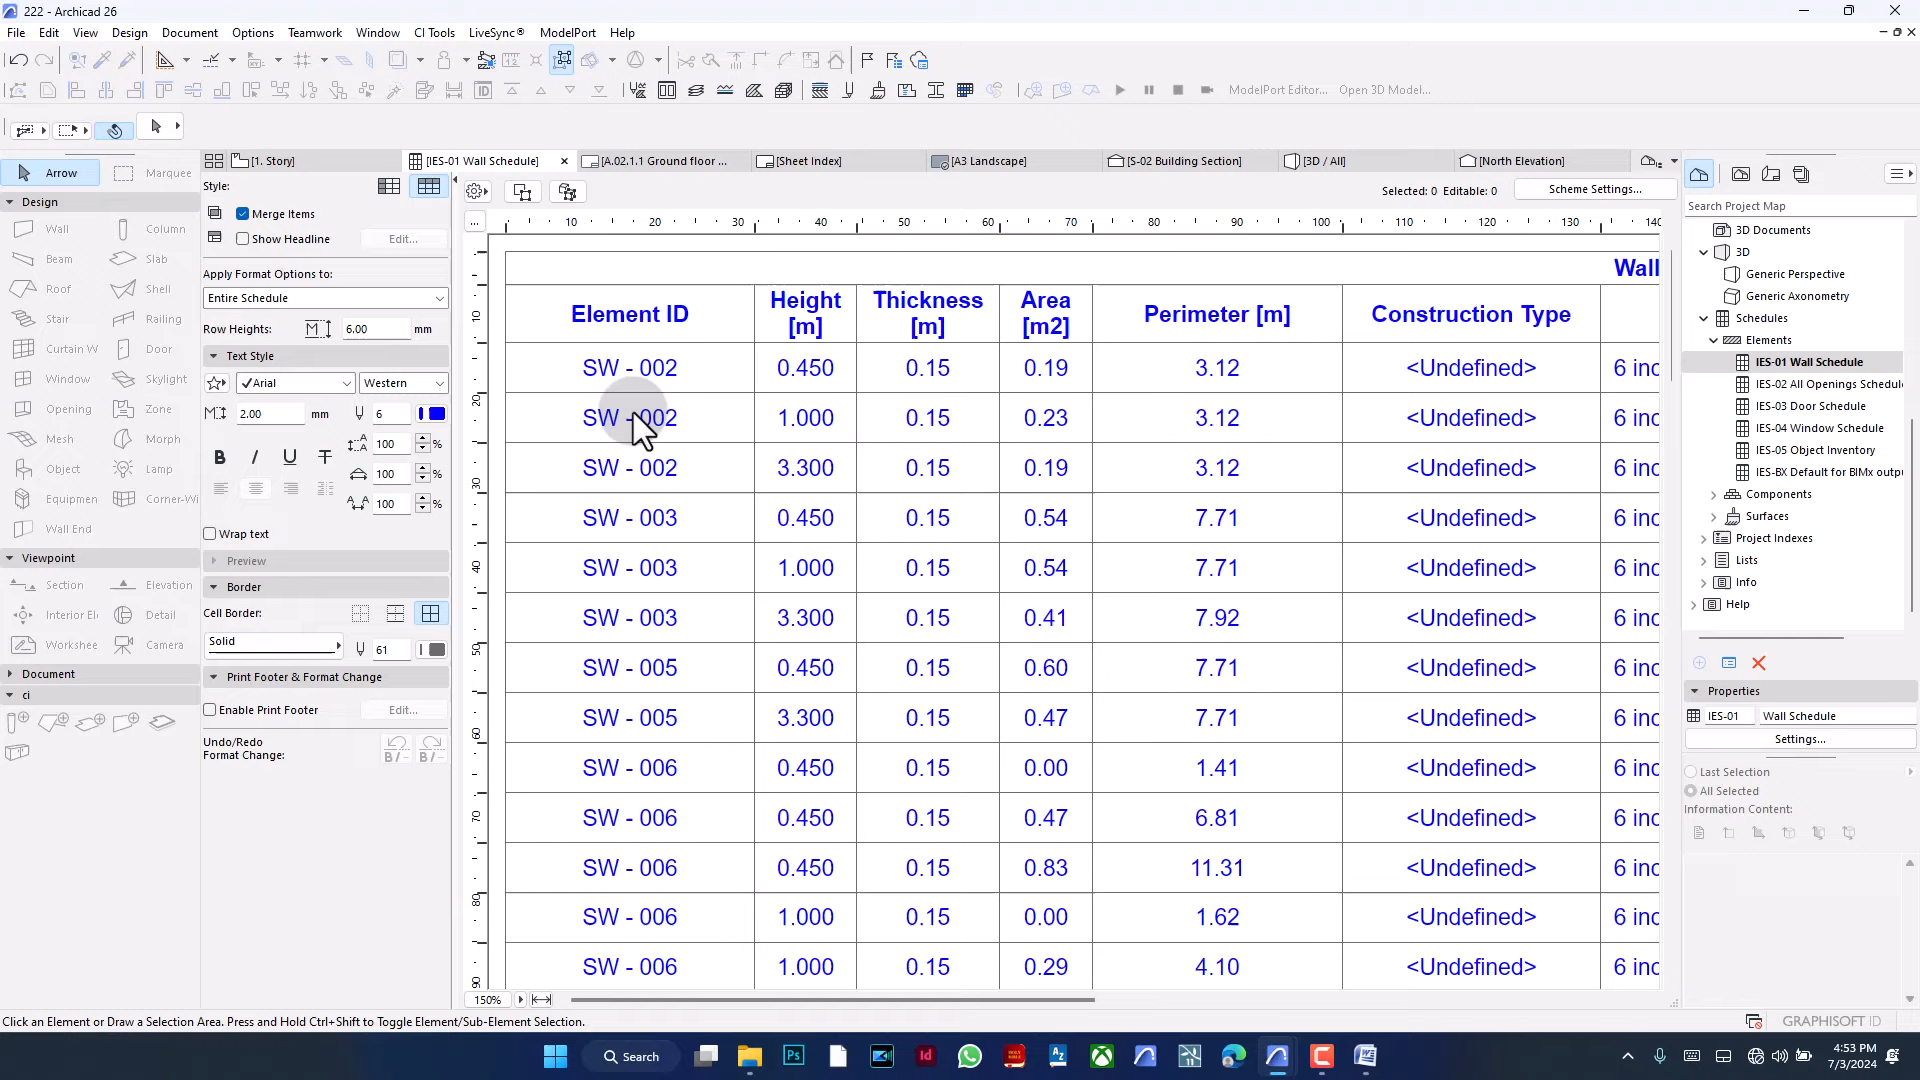 222 - Archicad 26
File Edit View Design Document Options Teamwork Window CI Tools LiveSync® ModelPort Help
ModelPort Editor... Open 3D Model...
[1. Story] [IES-01 Wall Schedule] [A.02.1.1 Ground floor ... [Sheet Index] [A3 Landscape] [S-02 Building Section] [3D / All] [North Elevation]
Arrow Marquee
Design
Wall Column
Beam Slab
Roof Shell
Stair Railing
Curtain W Door
Window Skylight
Opening Zone
Mesh Morph
Object Lamp
Equipmen Corner-Wi
Wall End
Viewpoint
Section Elevation
Interior Ele Detail
Workshee Camera
Document
ci
Style:
Merge Items
Show Headline Edit...
Apply Format Options to:
Entire Schedule
Row Heights: 6.00 mm
Text Style
Arial Western
2.00 mm 6
100 %
B I U T
100 %
100 %
Wrap text
Preview
Border
Cell Border:
Solid 61
Print Footer & Format Change
Enable Print Footer Edit...
Undo/Redo
Format Change:
Selected: 0 Editable: 0 Scheme Settings...
10 20 30 40 50 60 70 80 90 100 110 120 130 140
10 20 30 40 50 60 70 80 90
Wall
Element ID Height [m] Thickness [m] Area [m2] Perimeter [m] Construction Type
SW - 002 0.450 0.15 0.19 3.12 <Undefined> 6 inc
SW - 002 1.000 0.15 0.23 3.12 <Undefined> 6 inc
SW - 002 3.300 0.15 0.19 3.12 <Undefined> 6 inc
SW - 003 0.450 0.15 0.54 7.71 <Undefined> 6 inc
SW - 003 1.000 0.15 0.54 7.71 <Undefined> 6 inc
SW - 003 3.300 0.15 0.41 7.92 <Undefined> 6 inc
SW - 005 0.450 0.15 0.60 7.71 <Undefined> 6 inc
SW - 005 3.300 0.15 0.47 7.71 <Undefined> 6 inc
SW - 006 0.450 0.15 0.00 1.41 <Undefined> 6 inc
SW - 006 0.450 0.15 0.47 6.81 <Undefined> 6 inc
SW - 006 0.450 0.15 0.83 11.31 <Undefined> 6 inc
SW - 006 1.000 0.15 0.00 1.62 <Undefined> 6 inc
SW - 006 1.000 0.15 0.29 4.10 <Undefined> 6 inc
150%
Search Project Map
3D Documents
3D
Generic Perspective
Generic Axonometry
Schedules
Elements
IES-01 Wall Schedule
IES-02 All Openings Schedule
IES-03 Door Schedule
IES-04 Window Schedule
IES-05 Object Inventory
IES-BX Default for BIMx outpu
Components
Surfaces
Project Indexes
Lists
Info
Help
Properties
IES-01 Wall Schedule
Settings...
Last Selection
All Selected
Information Content:
Click an Element or Draw a Selection Area. Press and Hold Ctrl+Shift to Toggle Element/Sub-Element Selection.
GRAPHISOFT ID
Search
4:53 PM
7/3/2024